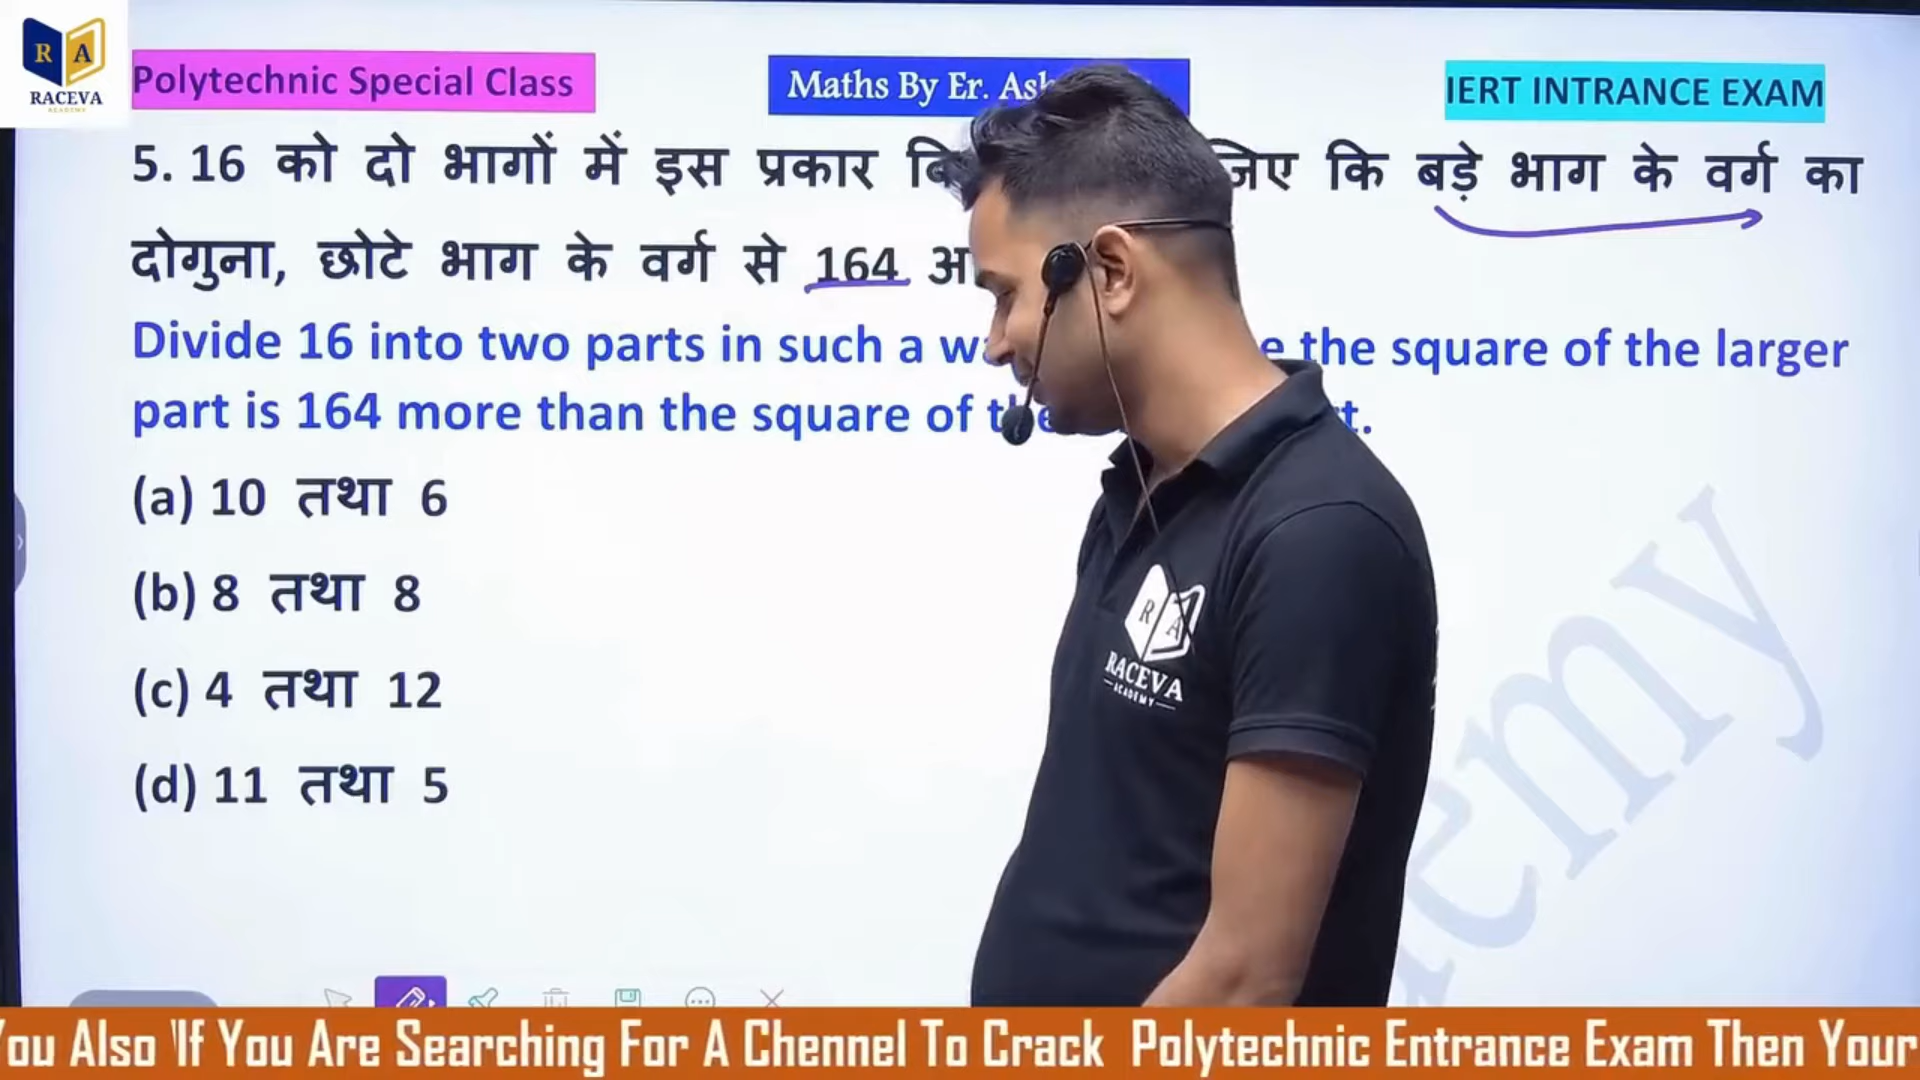 R A
RACEVA
ACADEMY
Polytechnic Special Class
Maths By Er.
IERT INTRANCE EXAM
5. 16 को दो भागों में इस प्रकार कि बड़े भाग के वर्ग का
दोगुना, छोटे भाग के वर्ग से 164
Divide 16 into two parts in such a the square of the larger
part is 164 more than the square of
(a) 10 तथा 6
(b) 8 तथा 8
(c) 4 तथा 12
(d) 11 तथा 5
R A
RACEVA
ACADEMY
emy
You Also 'If You Are Searching For A Chennel To Crack Polytechnic Entrance Exam Then Your